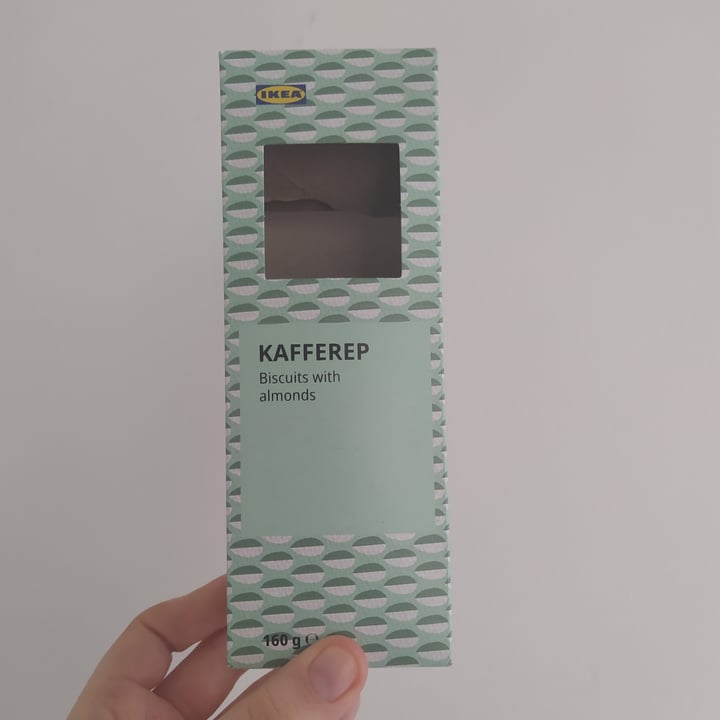 IKEA
KAFFEREP
Biscuits with
almonds
160 g ℮